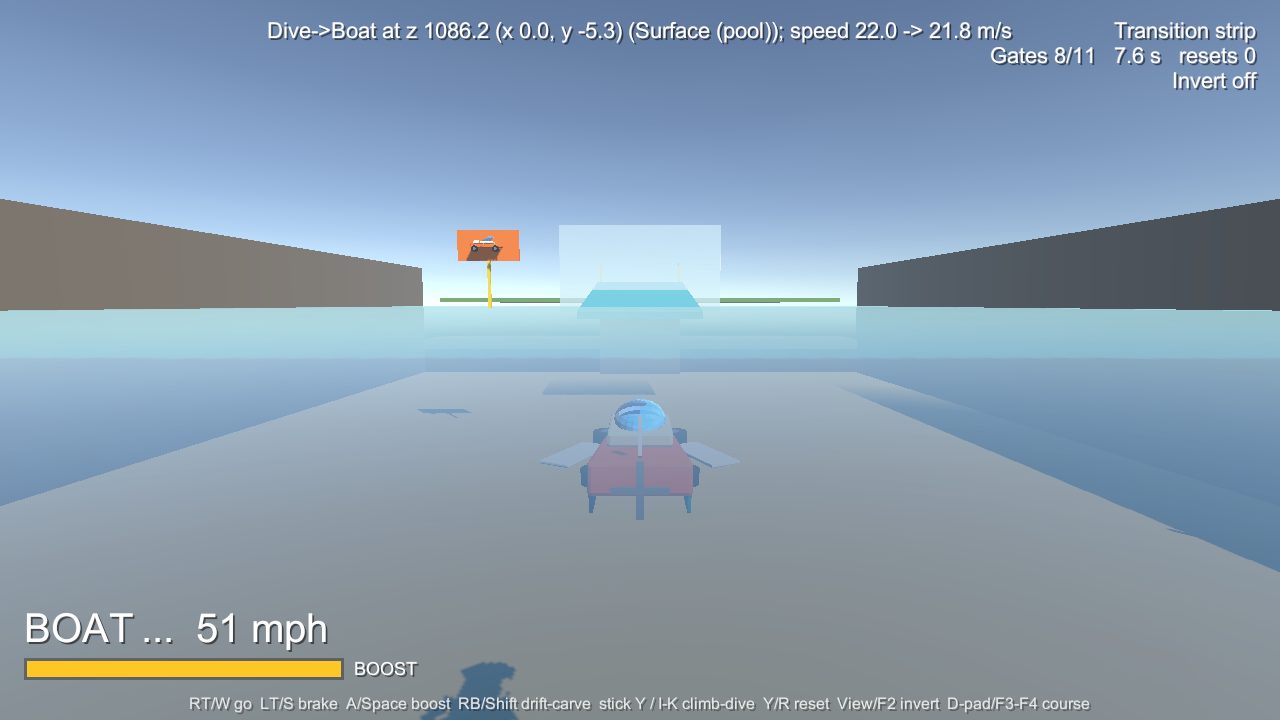 Dive->Boat at z 1086.2 (x 0.0, y -5.3) (Surface (pool)); speed 22.0 -> 21.8 m/s
Transition strip
Gates 8/11 7.6 s resets 0
Invert off
BOAT ... 51 mph
BOOST
RT/W go LT/S brake A/Space boost RB/Shift drift-carve stick Y / I-K climb-dive Y/R reset View/F2 invert D-pad/F3-F4 course